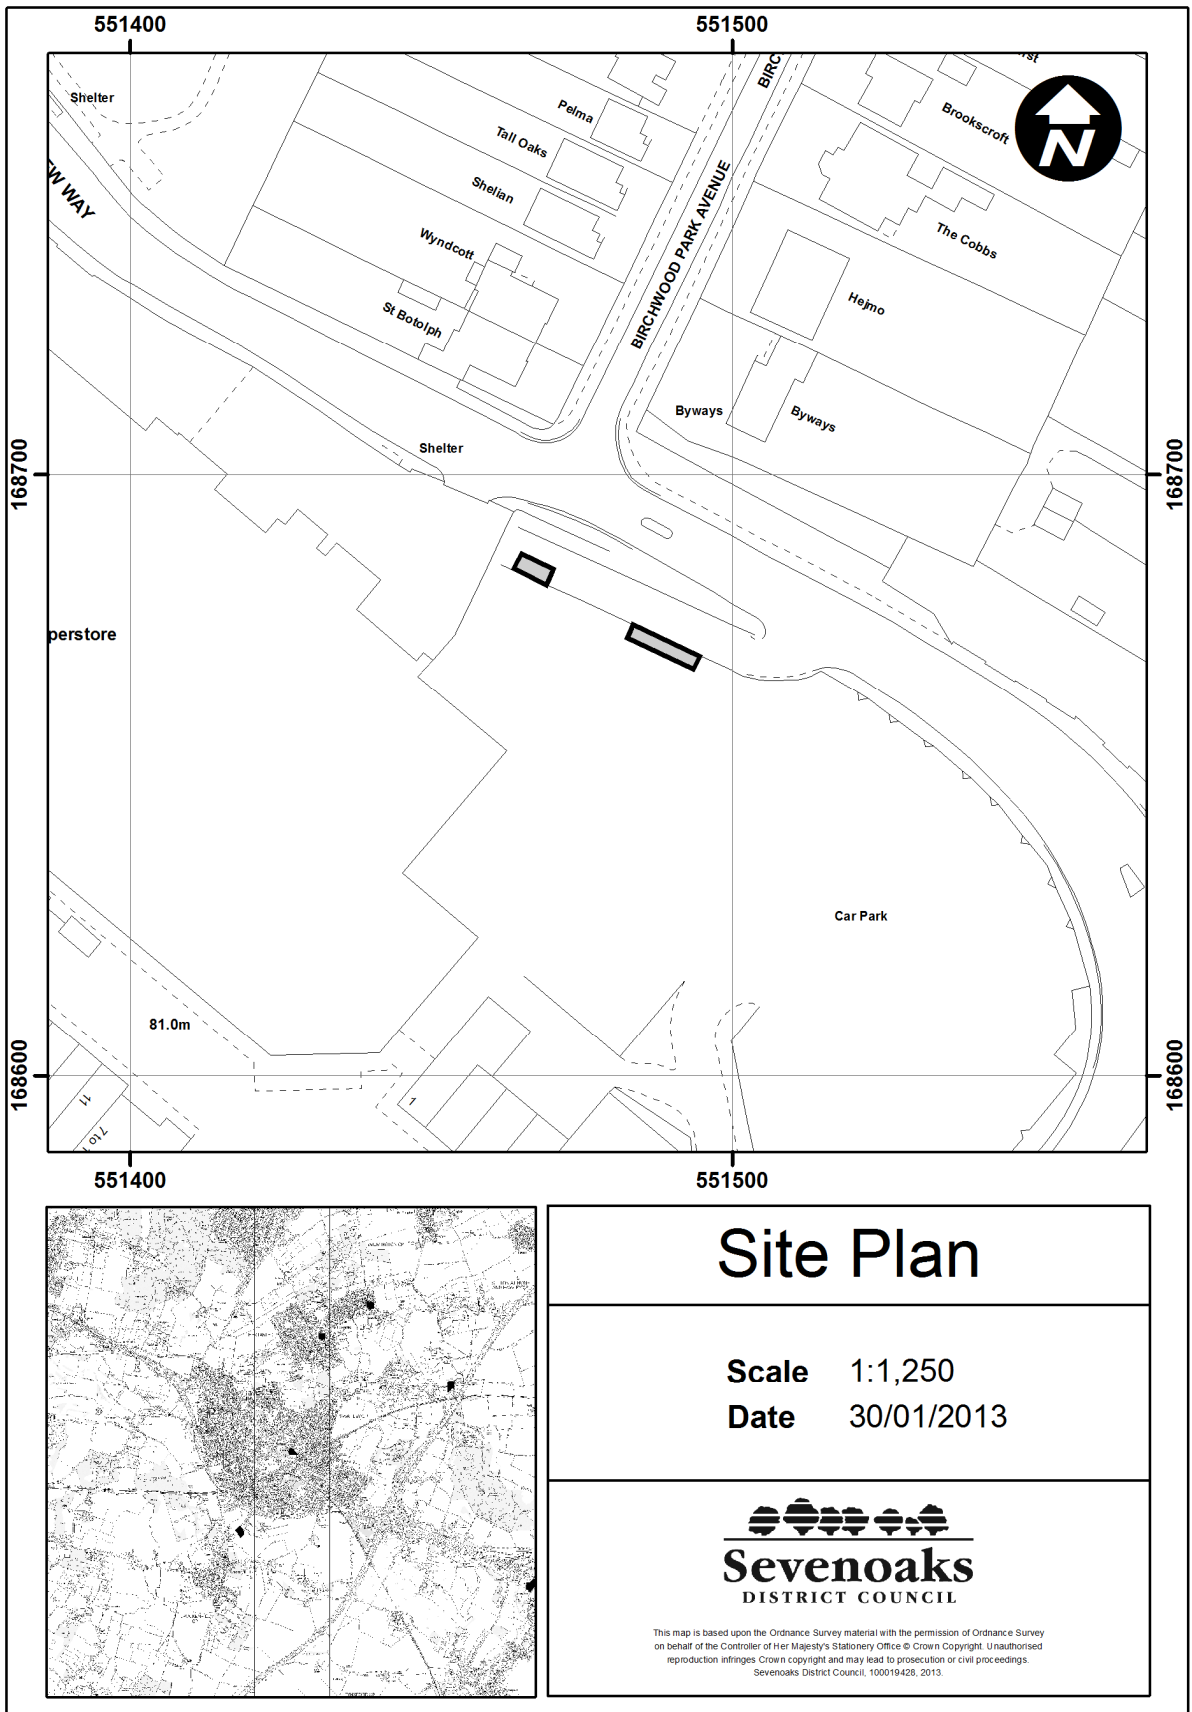 551400
551500
Shelter
EW WAY
Pelma
Tall Oaks
Shelian
Wyndcott
St Botolph
BIRCHWOOD PARK AVENUE
BIRC
rst
Brookscroft
N
The Cobbs
Hejmo
Byways
Byways
Shelter
168700
168700
perstore
Car Park
81.0m
11
7 to
1
168600
168600
551400
551500
Site Plan
Scale 1:1,250
Date 30/01/2013
Sevenoaks
DISTRICT COUNCIL
This map is based upon the Ordnance Survey material with the permission of Ordnance Survey
on behalf of the Controller of Her Majesty's Stationery Office © Crown Copyright. Unauthorised
reproduction infringes Crown copyright and may lead to prosecution or civil proceedings.
Sevenoaks District Council, 100019428, 2013.